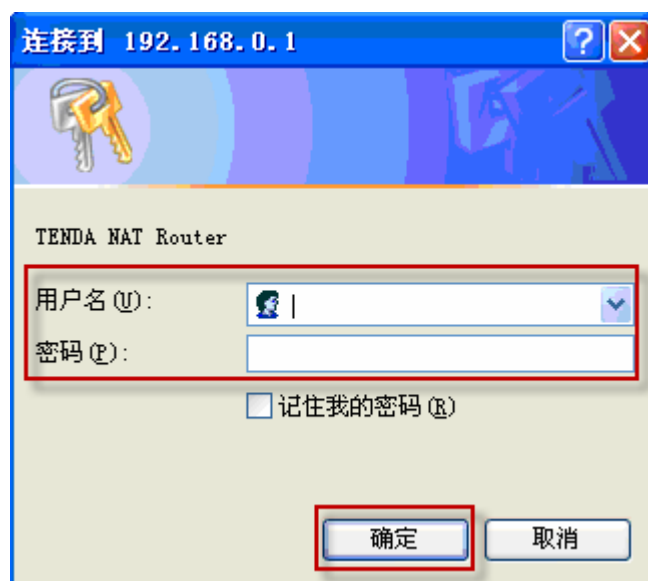 连接到 192.168.0.1
TENDA NAT Router
用户名(U):
密码(P):
记住我的密码(R)
确定 取消